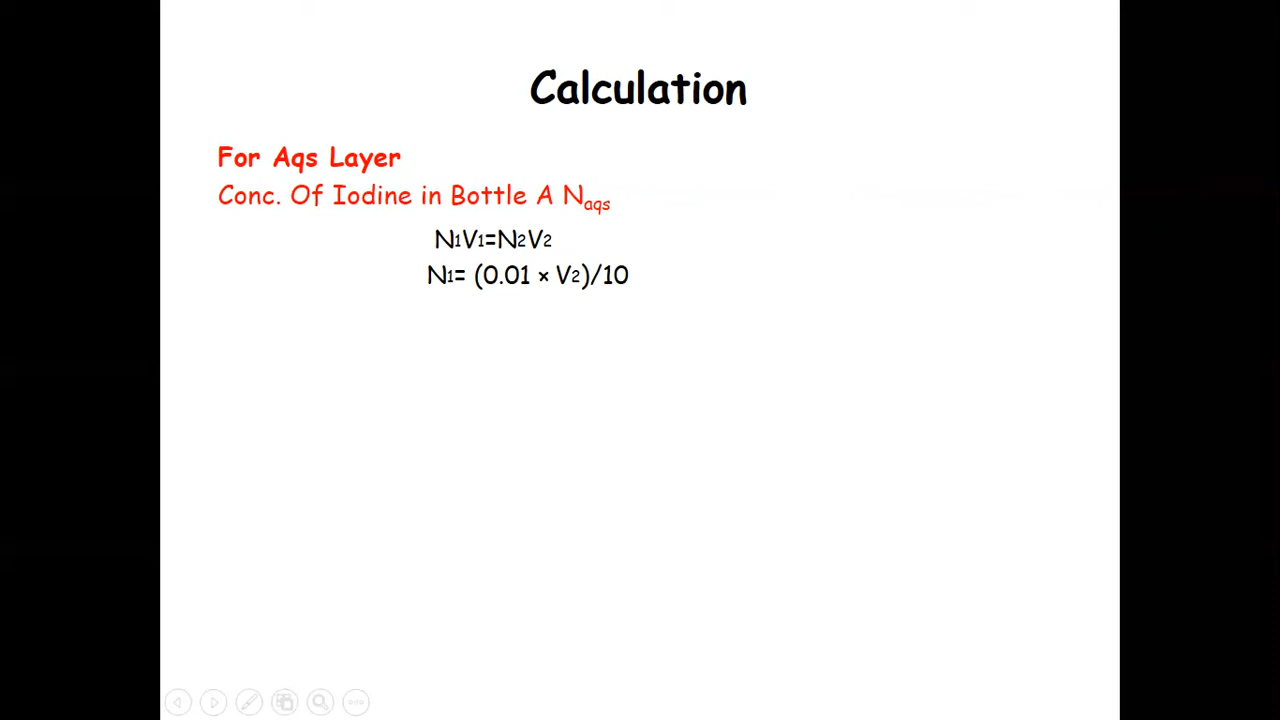 Calculation
For Aqs Layer
Conc. Of Iodine in Bottle A Naqs
N1V1=N2V2
N1= (0.01 × V2)/10